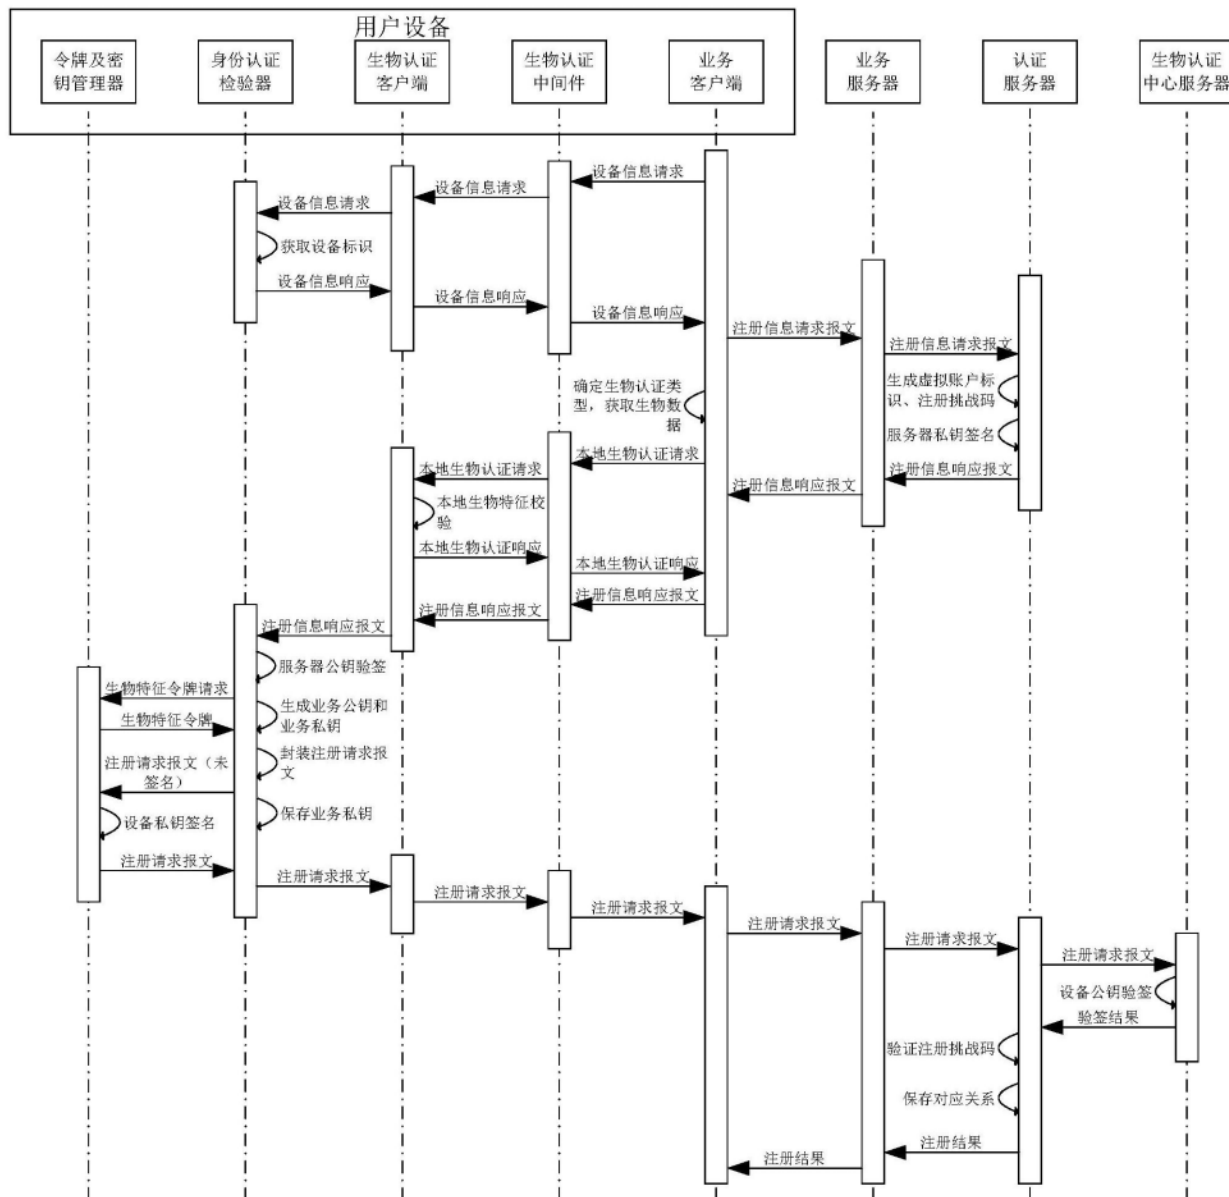 用户设备
令牌及密
钥管理器
身份认证
检验器
生物认证
客户端
生物认证
中间件
业务
客户端
业务
服务器
认证
服务器
生物认证
中心服务器
设备信息请求
设备信息请求
设备信息请求
获取设备标识
设备信息响应
设备信息响应
设备信息响应
注册信息请求报文
注册信息请求报文
生成虚拟账户标
识、注册挑战码
确定生物认证类
型，获取生物数
据
服务器私钥签名
注册信息响应报文
注册信息响应报文
本地生物认证请求
本地生物认证请求
本地生物特征校
验
本地生物认证响应
本地生物认证响应
注册信息响应报文
注册信息响应报文
注册信息响应报文
服务器公钥验签
生物特征令牌请求
生物特征令牌
生成业务公钥和
业务私钥
封装注册请求报
文
注册请求报文（未
签名）
保存业务私钥
设备私钥签名
注册请求报文
注册请求报文
注册请求报文
注册请求报文
注册请求报文
注册请求报文
注册请求报文
设备公钥验签
验签结果
验证注册挑战码
保存对应关系
注册结果
注册结果